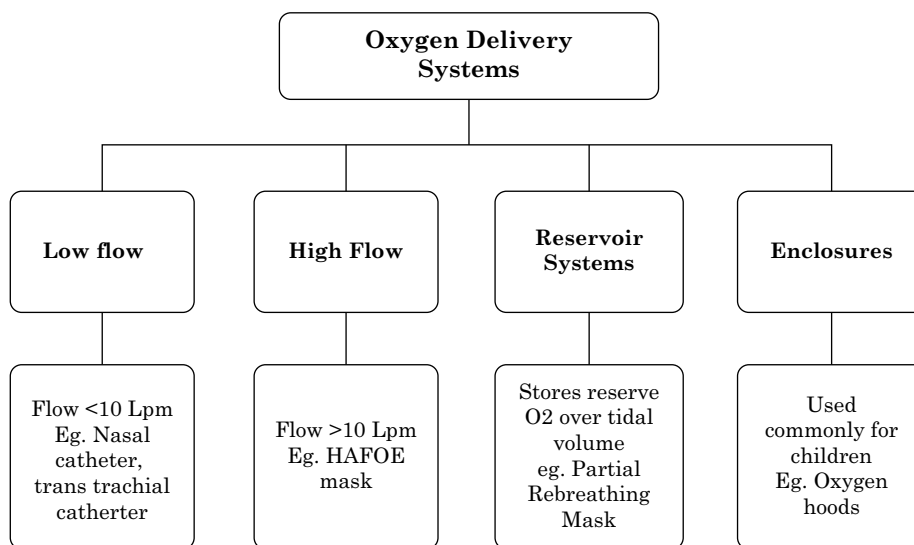 Oxygen Delivery
Systems
Low flow
High Flow
Reservoir
Systems
Enclosures
Flow <10 Lpm
Eg. Nasal
catheter,
trans trachial
catherter
Flow >10 Lpm
Eg. HAFOE
mask
Stores reserve
O2 over tidal
volume
eg. Partial
Rebreathing
Mask
Used
commonly for
children
Eg. Oxygen
hoods